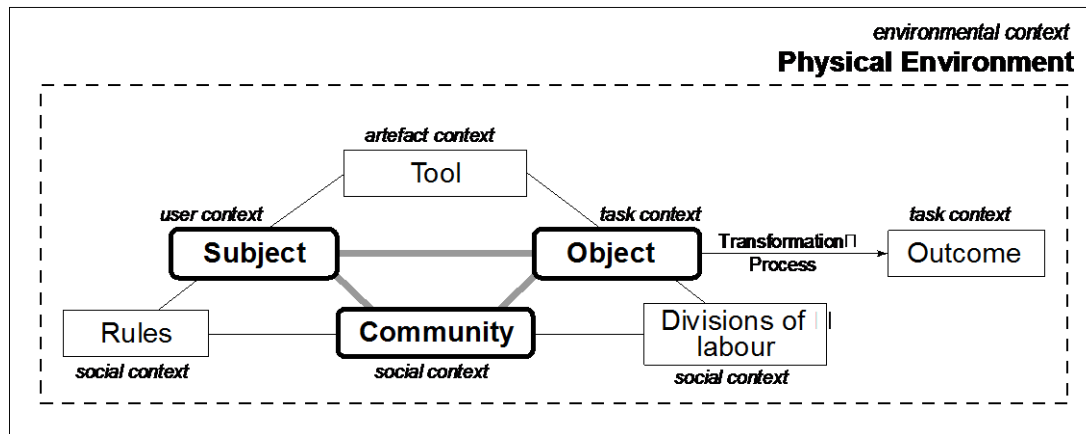 environmental context
Physical Environment
artefact context
Tool
user context
task context
task context
Subject
Object
Transformation
Process
Outcome
Rules
Community
Divisions of
labour
social context
social context
social context